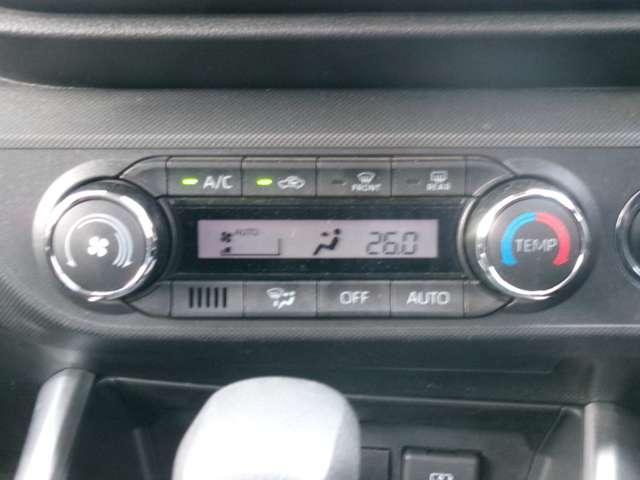 A/C FRONT REAR
AUTO 26.0 TEMP
OFF AUTO